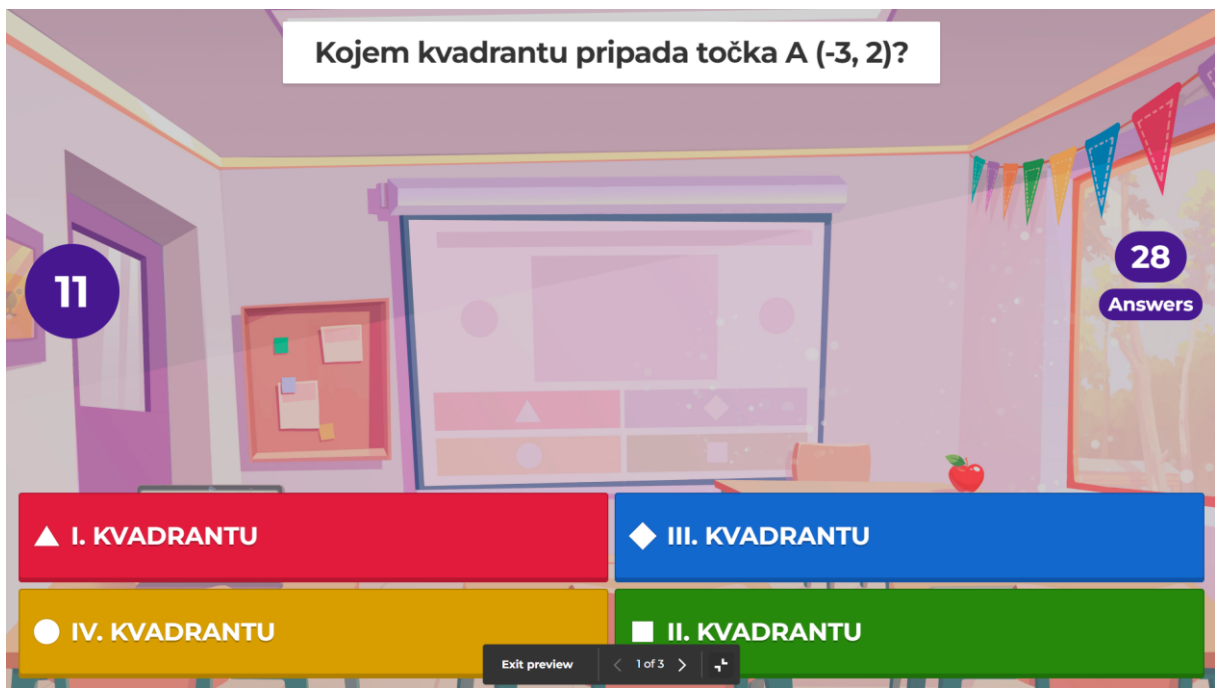 Kojem kvadrantu pripada točka A (-3, 2)?
11
28
Answers
I. KVADRANTU
III. KVADRANTU
IV. KVADRANTU
II. KVADRANTU
Exit preview
1 of 3